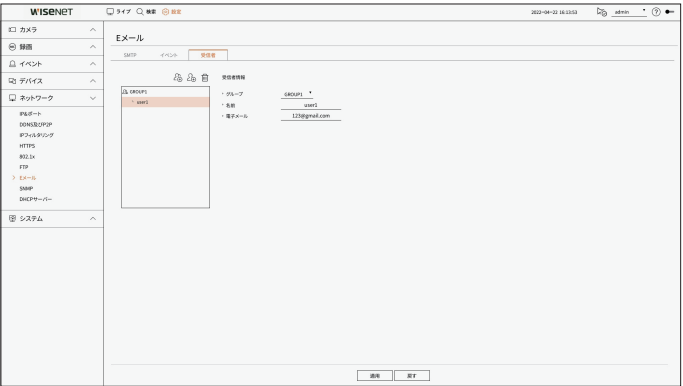 WISENET
ライブ 検索 設定
2022-04-22 16:13:53 admin
カメラ
録画
イベント
デバイス
ネットワーク
IP&ポート
DDNS及びP2P
IPフィルタリング
HTTPS
802.1x
FTP
Eメール
SNMP
DHCPサーバー
システム
Eメール
SMTP イベント 受信者
GROUP1
user1
受信者情報
グループ GROUP1
名前 user1
電子メール 123@gmail.com
適用 戻す